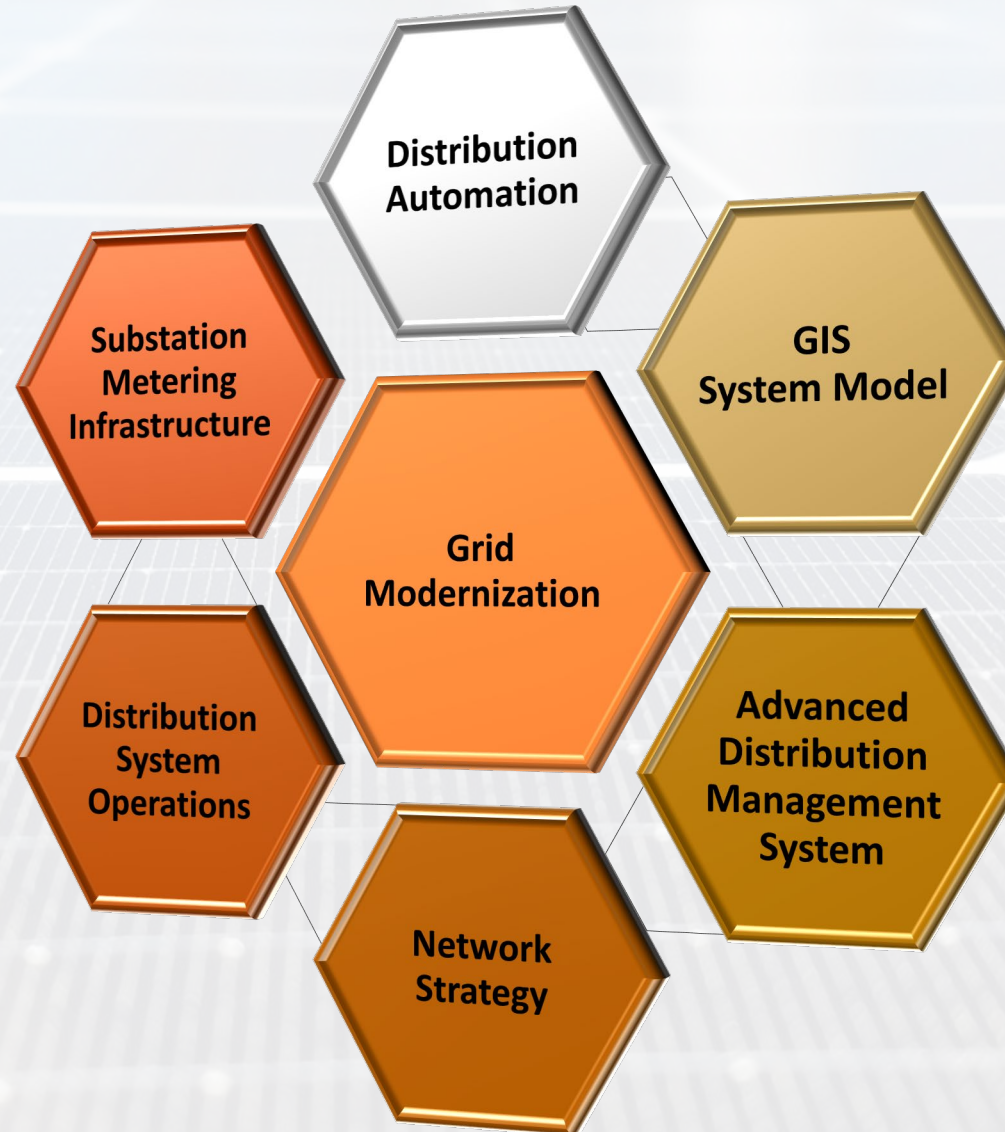 Distribution
Automation
GIS
System Model
Substation
Metering
Infrastructure
Grid
Modernization
Advanced
Distribution
Management
System
Distribution
System
Operations
Network
Strategy